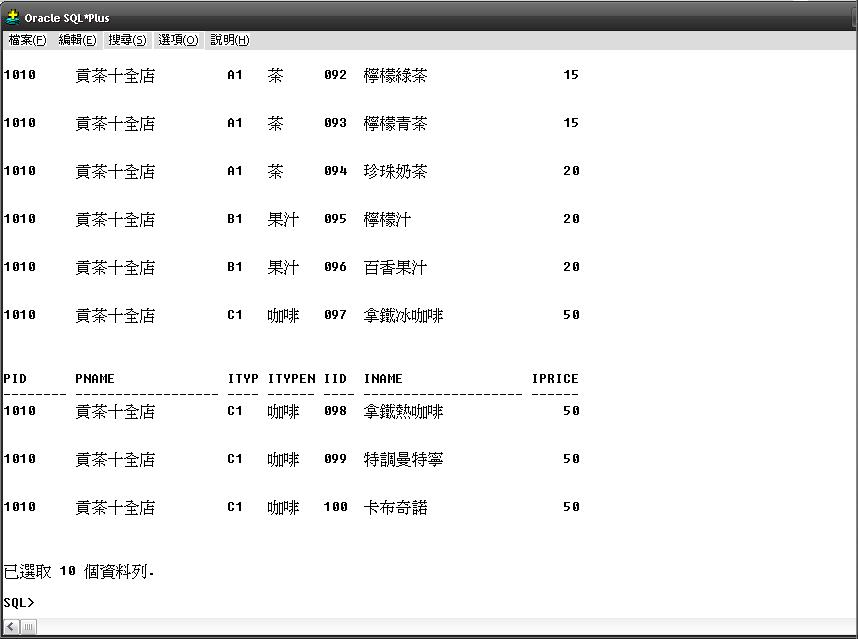 Oracle SQL*Plus
檔案(F) 編輯(E) 搜尋(S) 選項(O) 說明(H)
1010 貢茶十全店 A1 茶 092 檸檬綠茶 15
1010 貢茶十全店 A1 茶 093 檸檬青茶 15
1010 貢茶十全店 A1 茶 094 珍珠奶茶 20
1010 貢茶十全店 B1 果汁 095 檸檬汁 20
1010 貢茶十全店 B1 果汁 096 百香果汁 20
1010 貢茶十全店 C1 咖啡 097 拿鐵冰咖啡 50
PID PNAME ITYP ITYPEN IID INAME IPRICE
-------- ------------------ ---- ------ ---- -------------------- ------
1010 貢茶十全店 C1 咖啡 098 拿鐵熱咖啡 50
1010 貢茶十全店 C1 咖啡 099 特調曼特寧 50
1010 貢茶十全店 C1 咖啡 100 卡布奇諾 50
已選取 10 個資料列.
SQL>